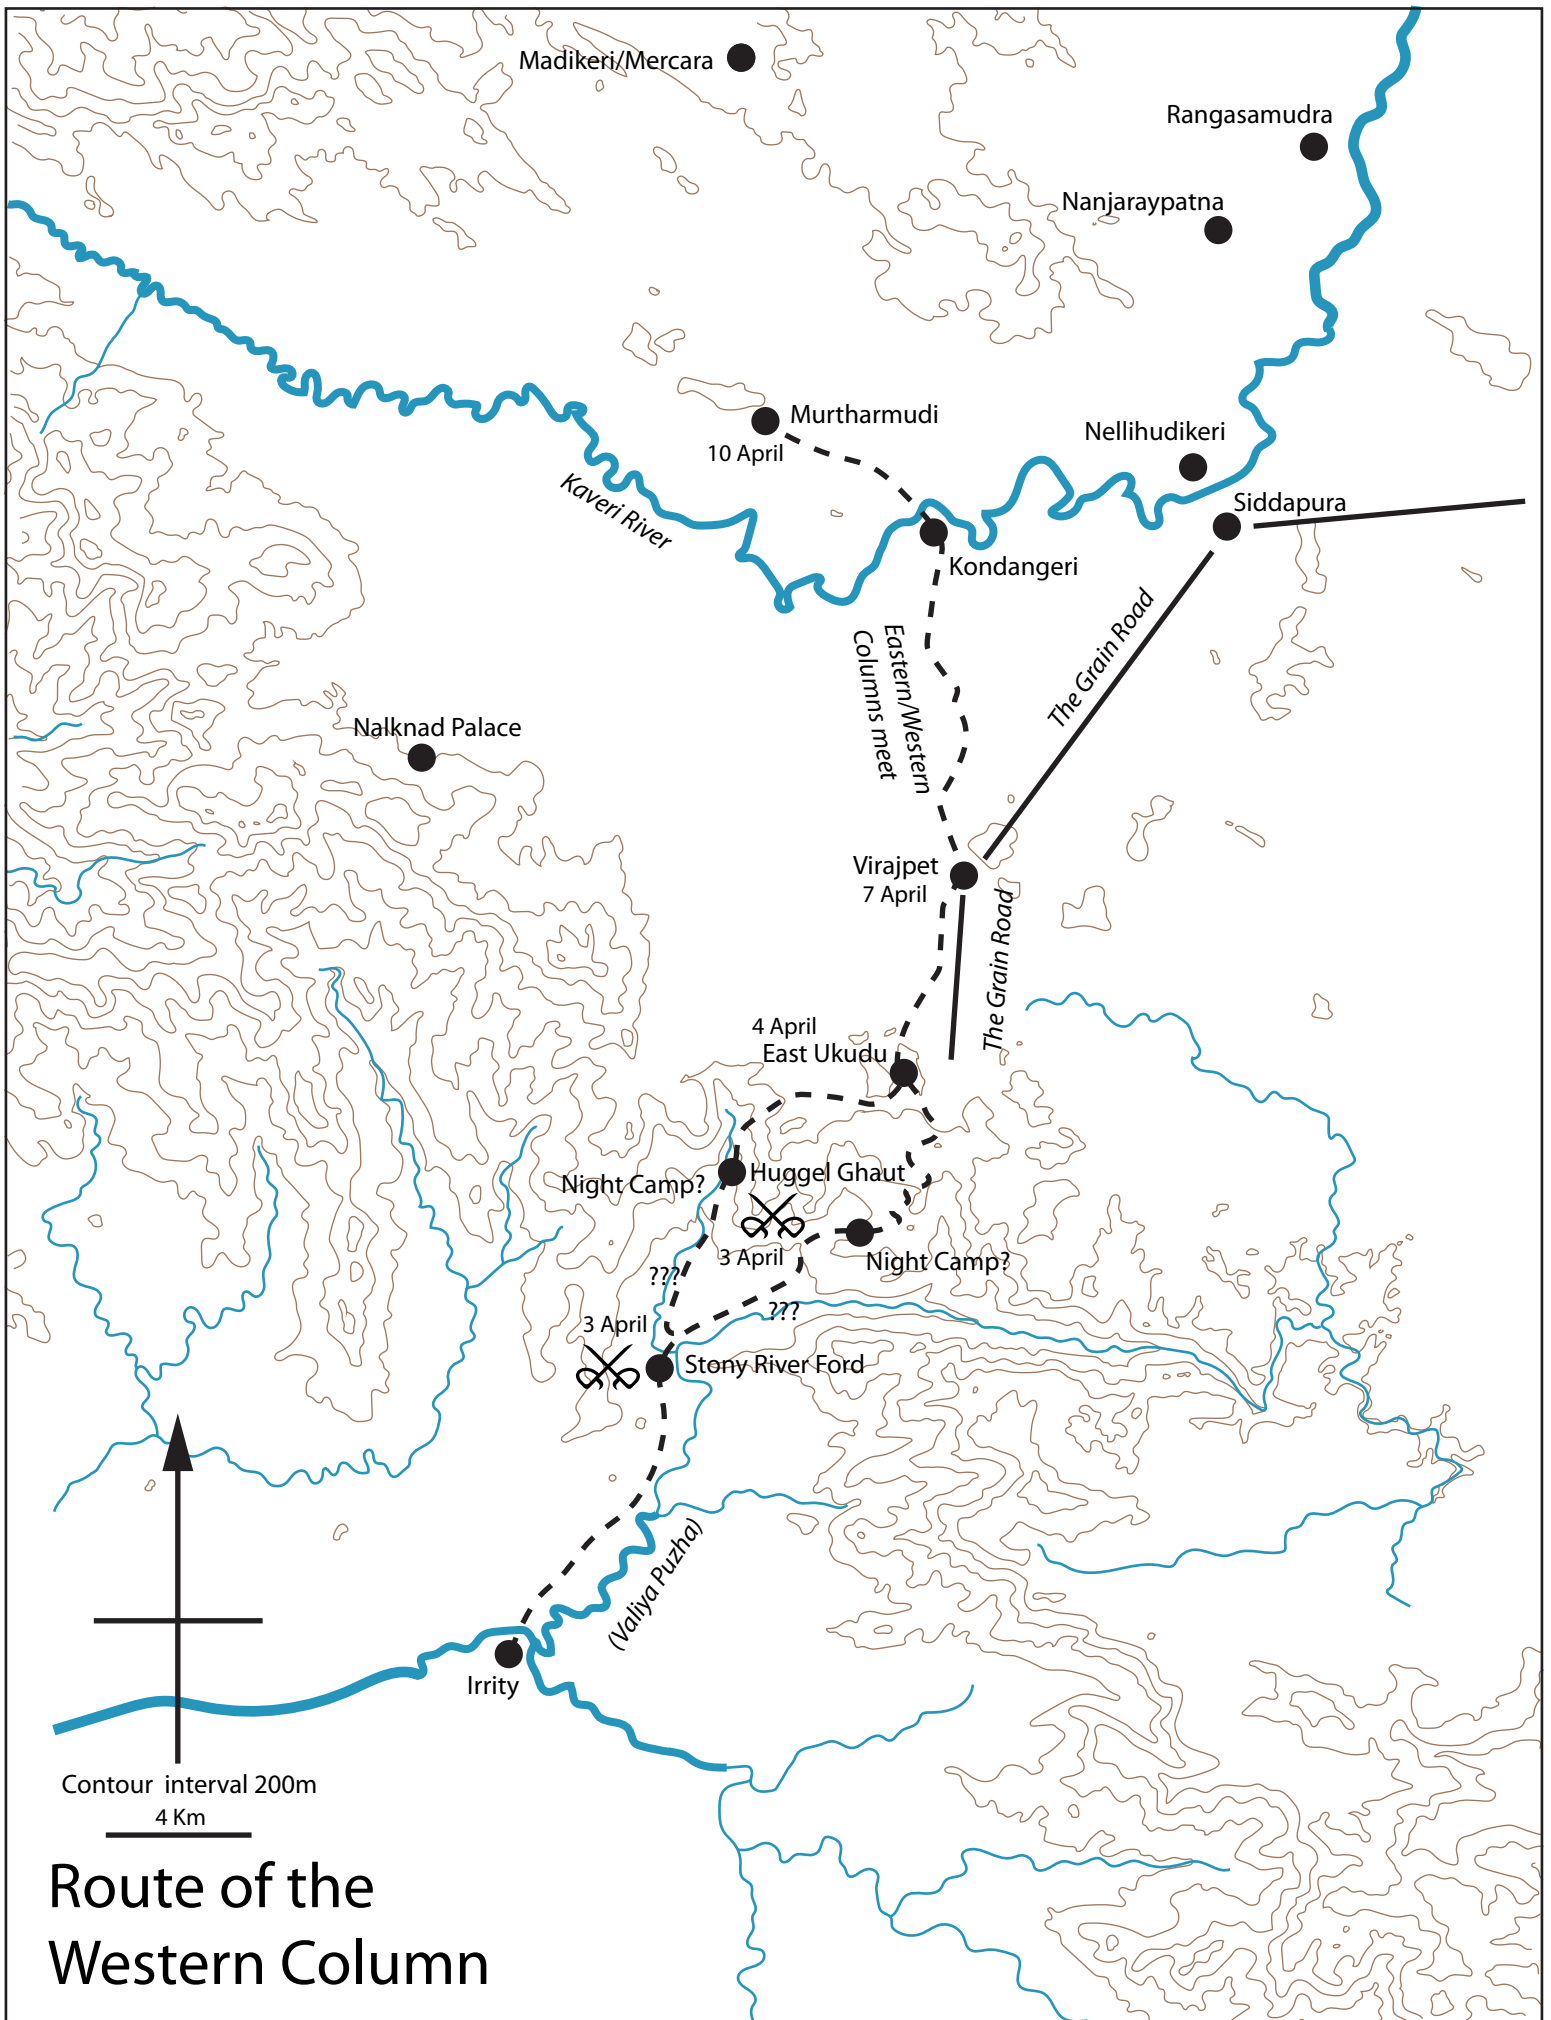 Madikeri/Mercara
Rangasamudra
Nanjaraypatna
Murtharmudi
10 April
Nellihudikeri
Siddapura
Kaveri River
Kondangeri
The Grain Road
Eastern/Western
Columns meet
Nalknad Palace
Virajpet
7 April
The Grain Road
4 April
East Ukudu
Night Camp?
Huggel Ghaut
3 April
Night Camp?
???
???
3 April
Stony River Ford
(Valiya Puzha)
Irrity
Contour interval 200m
4 Km
Route of the
Western Column